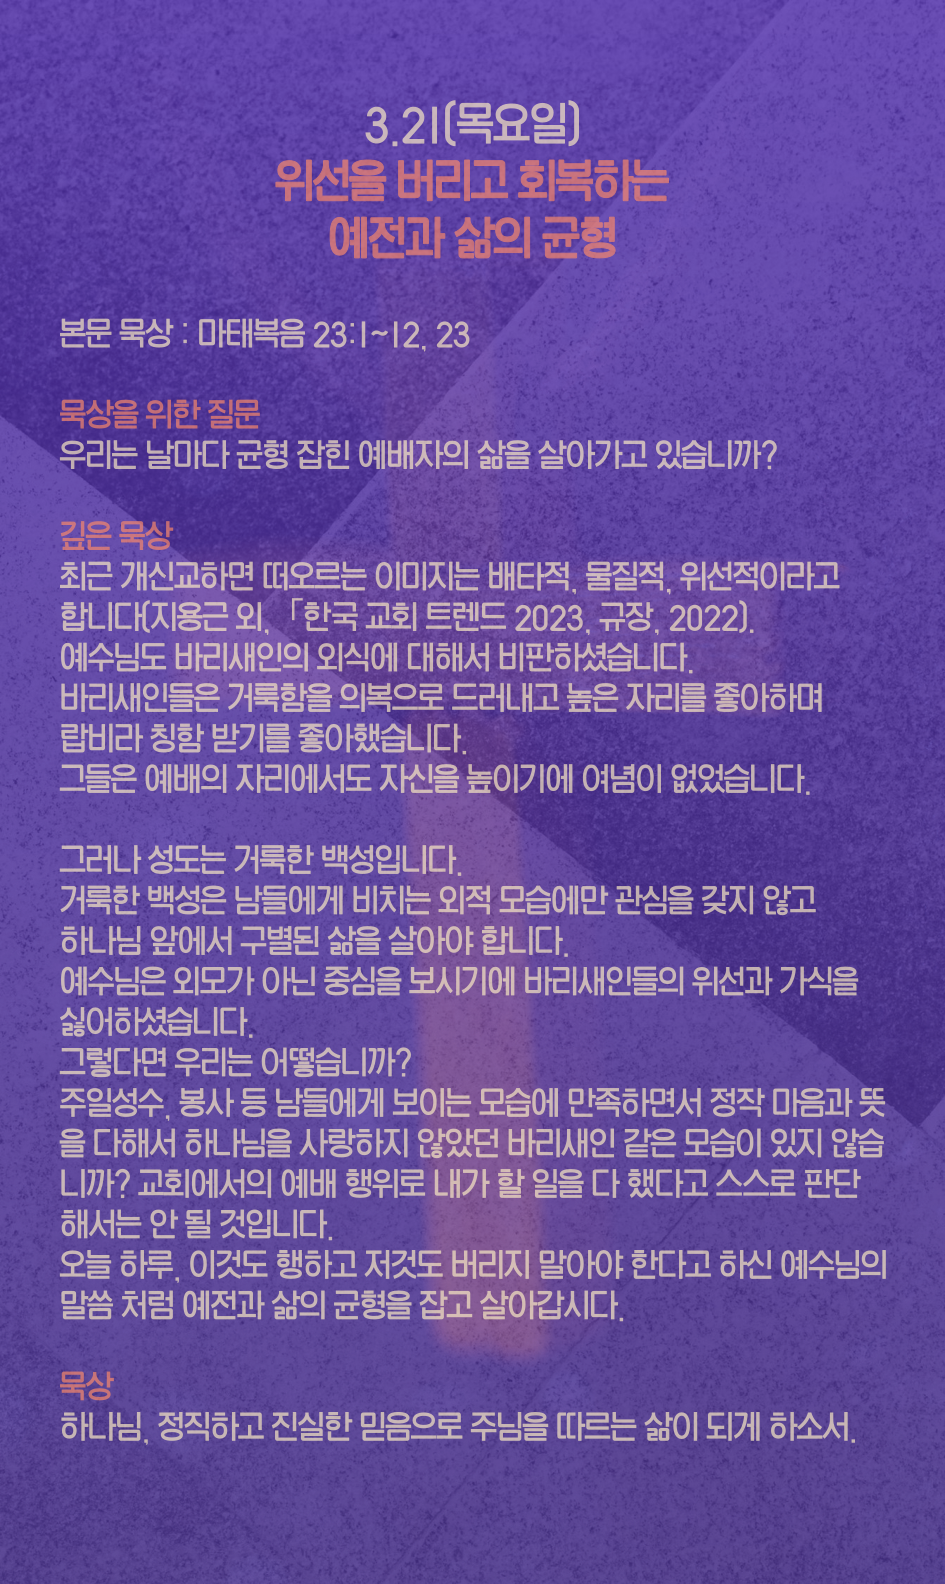 3.21(목요일)
위선을 버리고 회복하는
예전과 삶의 균형
본문 묵상 : 마태복음 23:1~12, 23
묵상을 위한 질문
우리는 날마다 균형 잡힌 예배자의 삶을 살아가고 있습니까?
깊은 묵상
최근 개신교하면 떠오르는 이미지는 배타적, 물질적, 위선적이라고
합니다(지용근 외, 「한국 교회 트렌드 2023, 규장, 2022).
예수님도 바리새인의 외식에 대해서 비판하셨습니다.
바리새인들은 거룩함을 의복으로 드러내고 높은 자리를 좋아하며
랍비라 칭함 받기를 좋아했습니다.
그들은 예배의 자리에서도 자신을 높이기에 여념이 없었습니다.
그러나 성도는 거룩한 백성입니다.
거룩한 백성은 남들에게 비치는 외적 모습에만 관심을 갖지 않고
하나님 앞에서 구별된 삶을 살아야 합니다.
예수님은 외모가 아닌 중심을 보시기에 바리새인들의 위선과 가식을
싫어하셨습니다.
그렇다면 우리는 어떻습니까?
주일성수, 봉사 등 남들에게 보이는 모습에 만족하면서 정작 마음과 뜻
을 다해서 하나님을 사랑하지 않았던 바리새인 같은 모습이 있지 않습
니까? 교회에서의 예배 행위로 내가 할 일을 다 했다고 스스로 판단
해서는 안 될 것입니다.
오늘 하루, 이것도 행하고 저것도 버리지 말아야 한다고 하신 예수님의
말씀 처럼 예전과 삶의 균형을 잡고 살아갑시다.
묵상
하나님, 정직하고 진실한 믿음으로 주님을 따르는 삶이 되게 하소서.